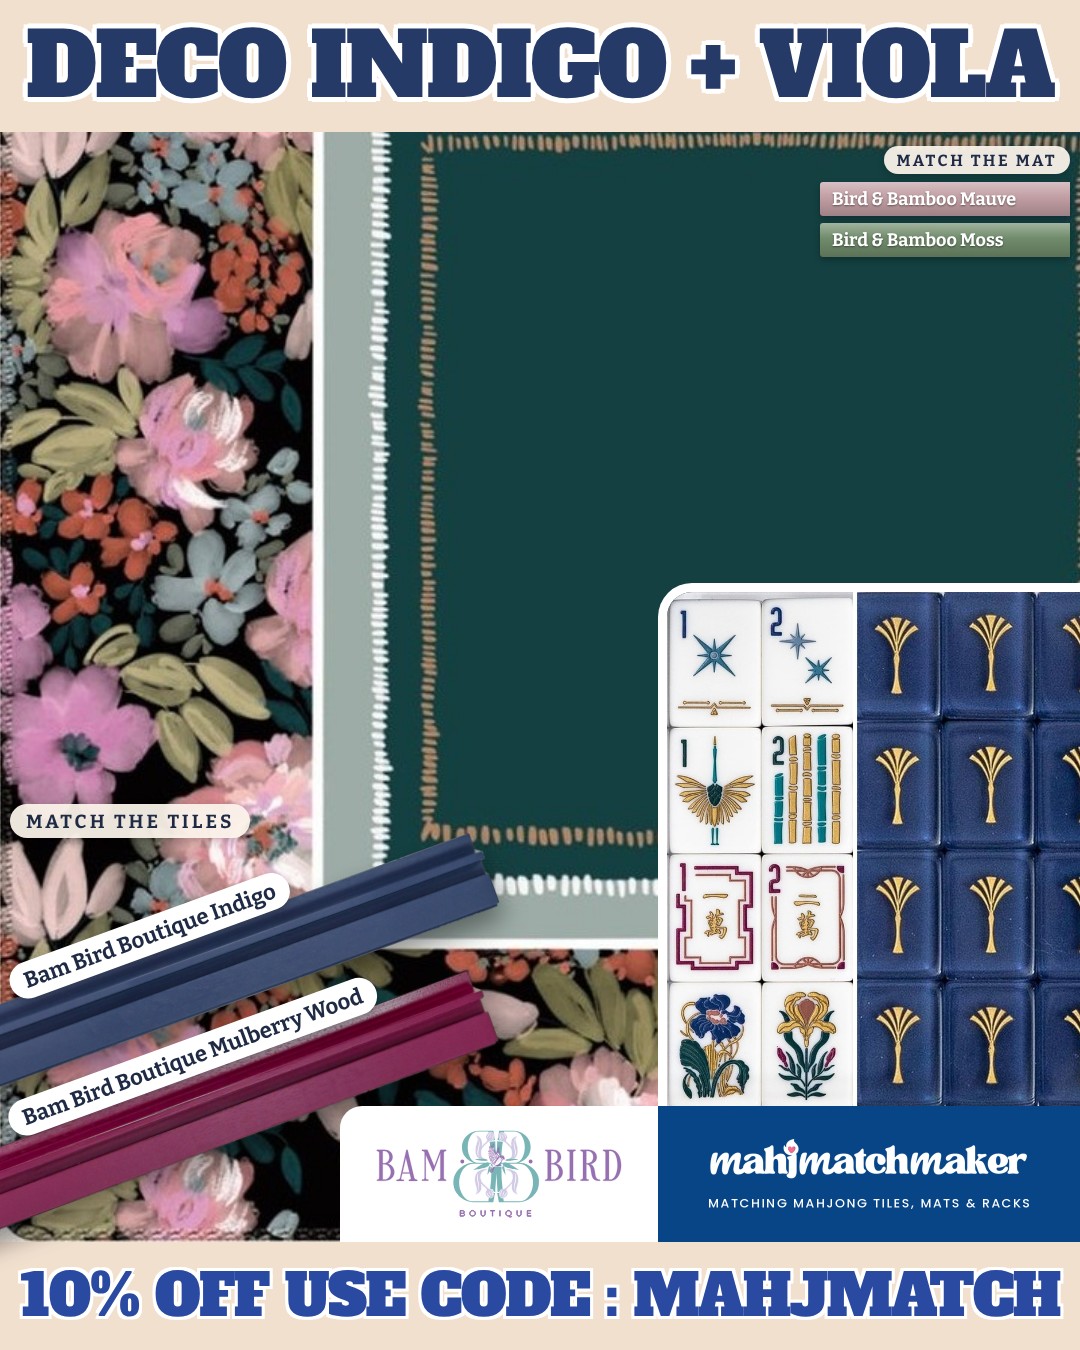 DECO INDIGO + VIOLA
MATCH THE MAT
Bird & Bamboo Mauve
Bird & Bamboo Moss
1 2
1 2
1 2
一 二
萬 萬
MATCH THE TILES
Bam Bird Boutique Indigo
Bam Bird Boutique Mulberry Wood
BAM BIRD
BOUTIQUE
mahjmatchmaker
MATCHING MAHJONG TILES, MATS & RACKS
10% OFF USE CODE : MAHJMATCH